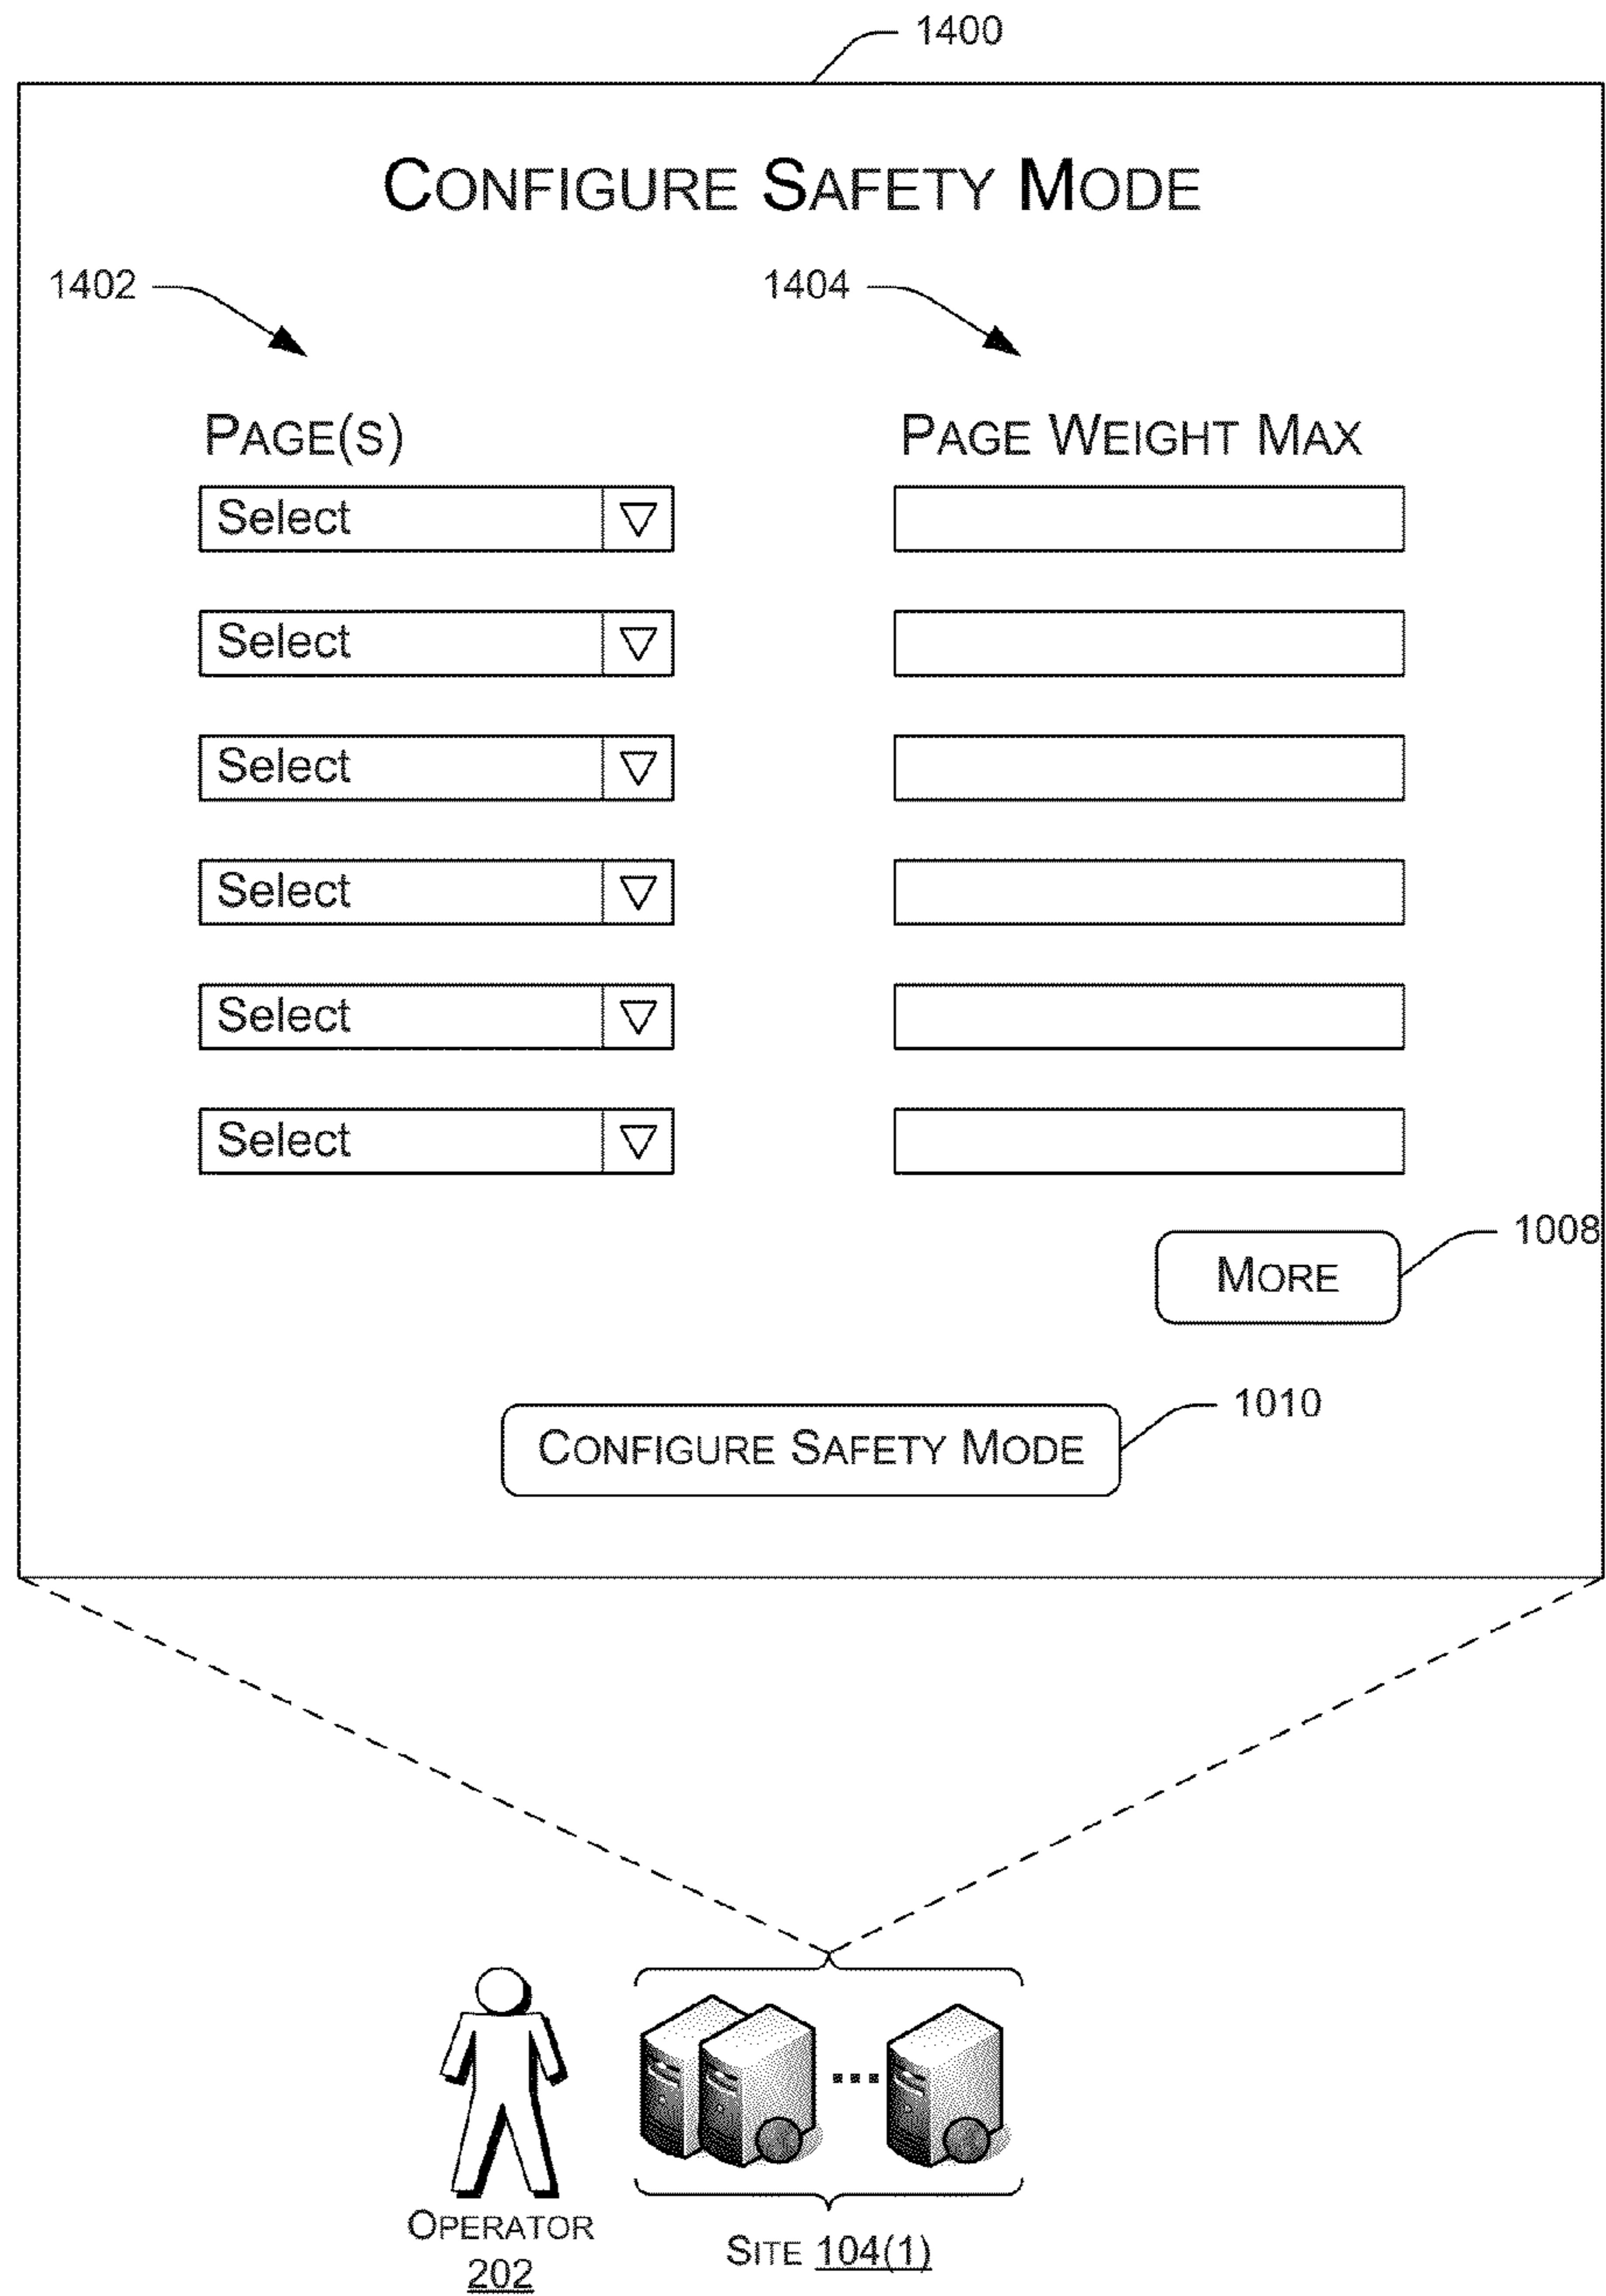 1400
CONFIGURE SAFETY MODE
1402
1404
PAGE(S)
PAGE WEIGHT MAX
Select
Select
Select
Select
Select
Select
1008
MORE
1010
CONFIGURE SAFETY MODE
OPERATOR
202
SITE 104(1)